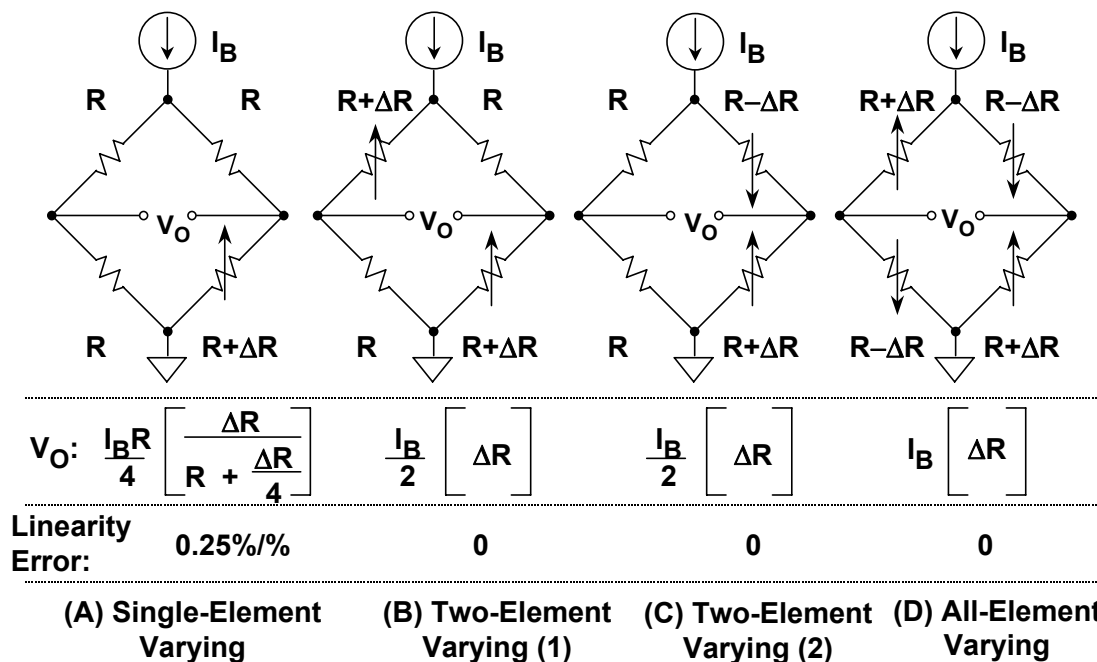 I_B I_B I_B I_B
R R R+ΔR R R R−ΔR R+ΔR R−ΔR
V_O V_O V_O V_O
R R+ΔR R R+ΔR R R+ΔR R−ΔR R+ΔR
V_O: I_B R / 4 [ ΔR / (R + ΔR / 4) ] I_B / 2 [ ΔR ] I_B / 2 [ ΔR ] I_B [ ΔR ]
Linearity
Error: 0.25%/% 0 0 0
(A) Single-Element (B) Two-Element (C) Two-Element (D) All-Element
Varying Varying (1) Varying (2) Varying